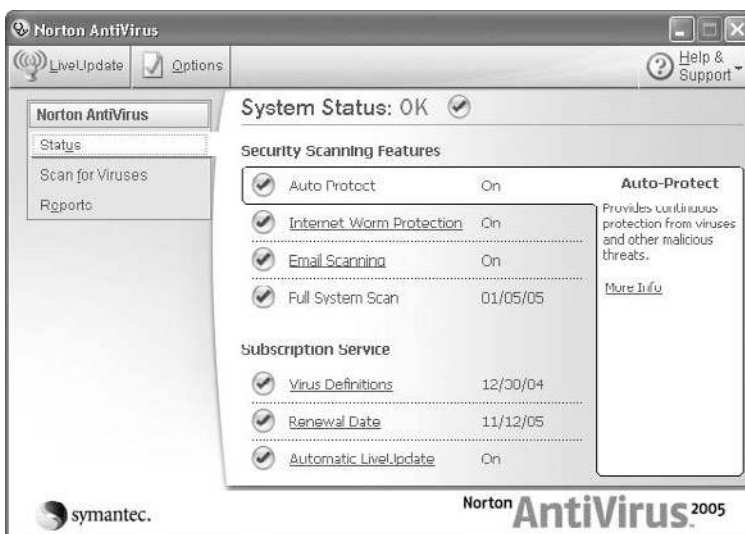 Norton AntiVirus
LiveUpdate
Options
Help & Support
Norton AntiVirus
Status
Scan for Viruses
Reports
System Status: OK
Security Scanning Features
Auto Protect On
Internet Worm Protection On
Email Scanning On
Full System Scan 01/05/05
Subscription Service
Virus Definitions 12/30/04
Renewal Date 11/12/05
Automatic LiveUpdate On
Auto-Protect
Provides continuous
protection from viruses
and other malicious
threats.
More Info
symantec.
Norton AntiVirus 2005